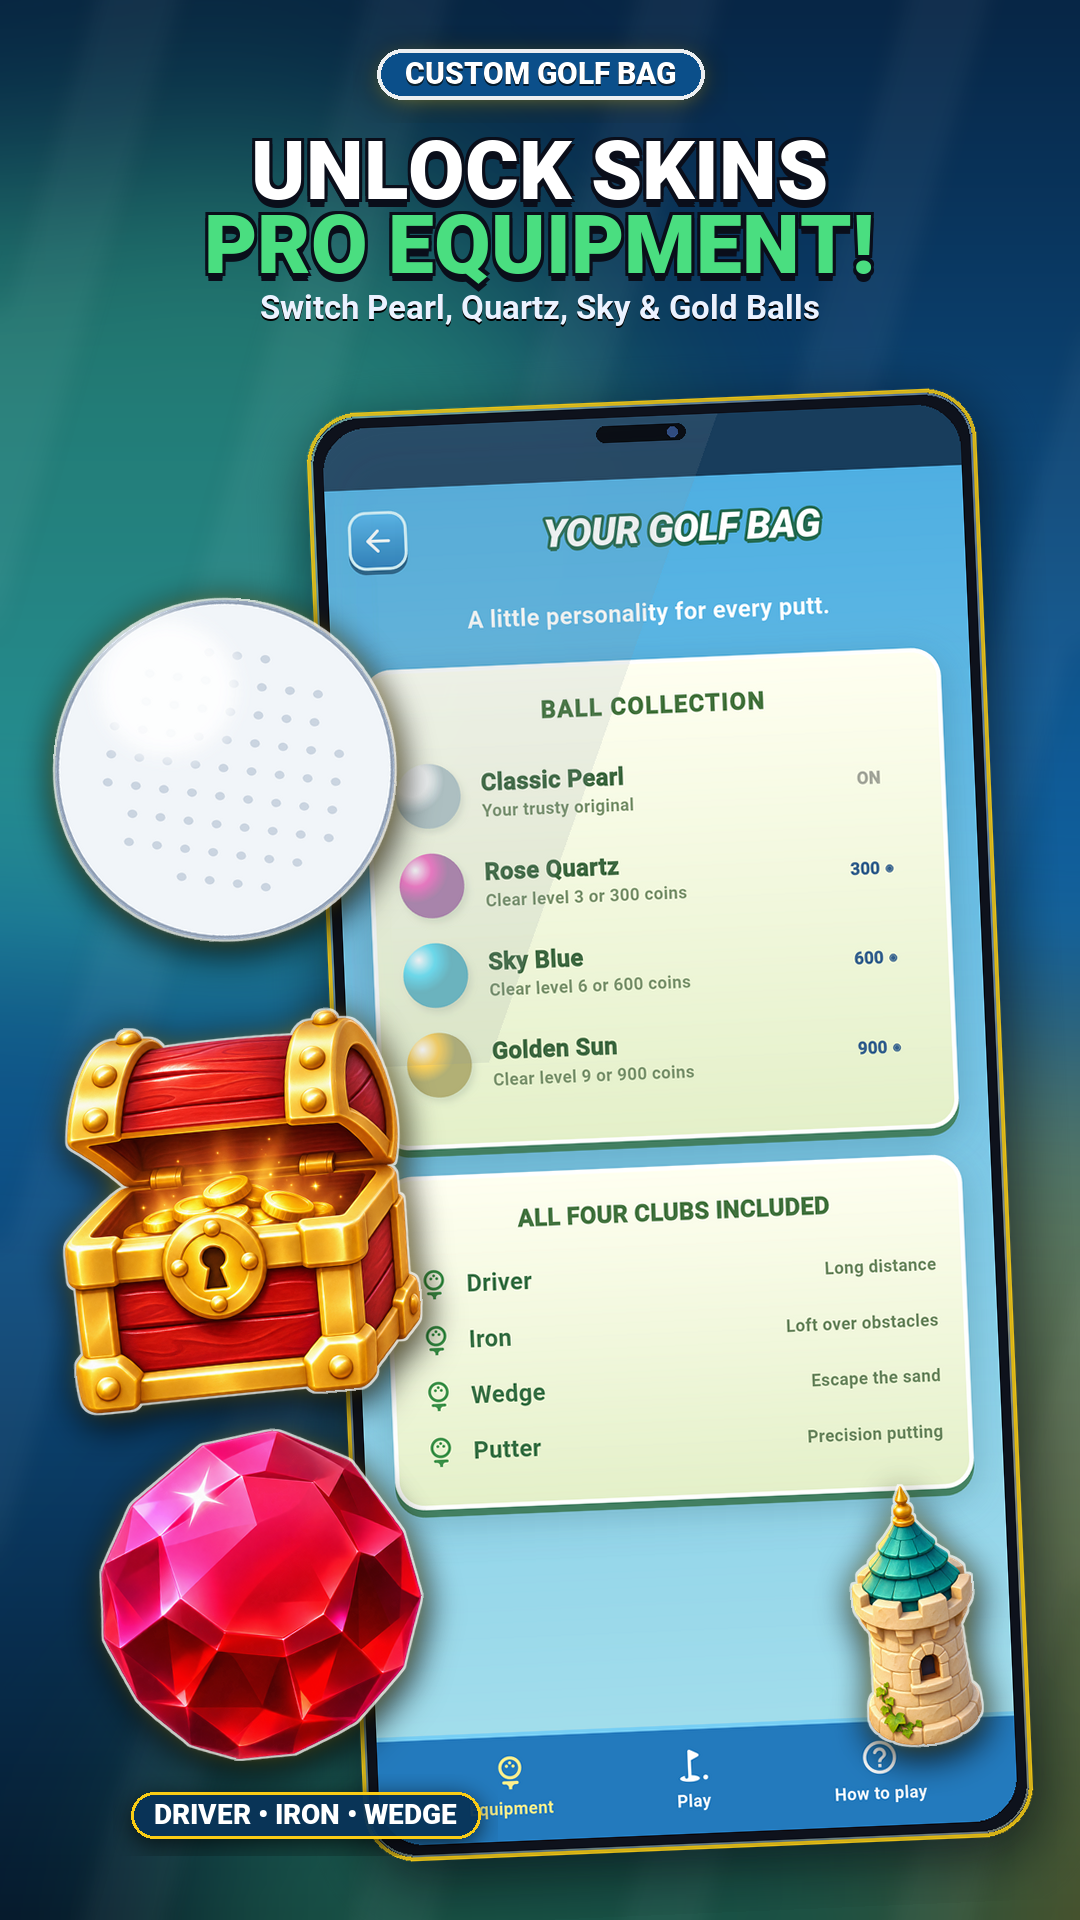 CUSTOM GOLF BAG
UNLOCK SKINS
PRO EQUIPMENT!
Switch Pearl, Quartz, Sky & Gold Balls
YOUR GOLF BAG
A little personality for every putt.
BALL COLLECTION
Classic Pearl
ON
Your trusty original
Rose Quartz
300
Clear level 3 or 300 coins
Sky Blue
600
Clear level 6 or 600 coins
Golden Sun
900
Clear level 9 or 900 coins
ALL FOUR CLUBS INCLUDED
Driver
Long distance
Iron
Loft over obstacles
Wedge
Escape the sand
Putter
Precision putting
DRIVER • IRON • WEDGE
quipment
Play
How to play